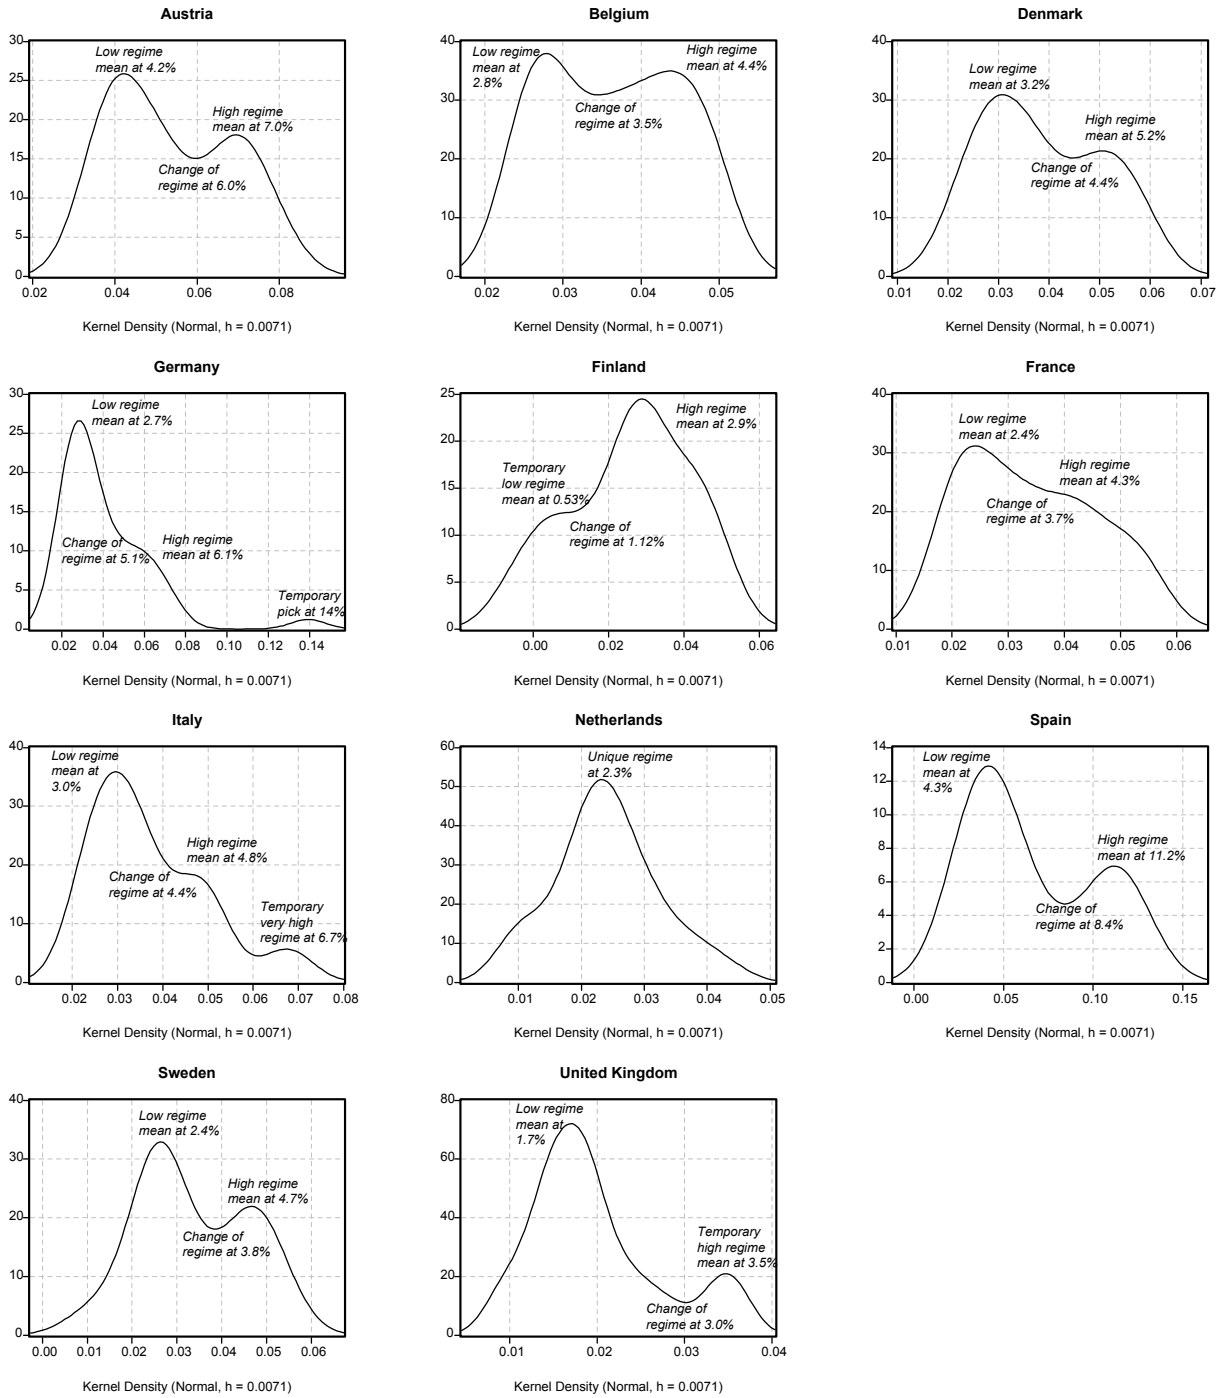 Austria
Low regime
mean at 4.2%
High regime
mean at 7.0%
Change of
regime at 6.0%
30
25
20
15
10
5
0
0.02 0.04 0.06 0.08
Kernel Density (Normal, h = 0.0071)
Belgium
Low regime
mean at
2.8%
High regime
mean at 4.4%
Change of
regime at 3.5%
40
30
20
10
0
0.02 0.03 0.04 0.05
Kernel Density (Normal, h = 0.0071)
Denmark
Low regime
mean at 3.2%
High regime
mean at 5.2%
Change of
regime at 4.4%
40
30
20
10
0
0.01 0.02 0.03 0.04 0.05 0.06 0.07
Kernel Density (Normal, h = 0.0071)
Germany
Low regime
mean at 2.7%
Change of
regime at 5.1%
High regime
mean at 6.1%
Temporary
pick at 14%
30
25
20
15
10
5
0
0.02 0.04 0.06 0.08 0.10 0.12 0.14
Kernel Density (Normal, h = 0.0071)
Finland
High regime
mean at 2.9%
Temporary
low regime
mean at 0.53%
Change of
regime at 1.12%
25
20
15
10
5
0
0.00 0.02 0.04 0.06
Kernel Density (Normal, h = 0.0071)
France
Low regime
mean at 2.4%
High regime
mean at 4.3%
Change of
regime at 3.7%
40
30
20
10
0
0.01 0.02 0.03 0.04 0.05 0.06
Kernel Density (Normal, h = 0.0071)
Italy
Low regime
mean at
3.0%
High regime
mean at 4.8%
Change of
regime at 4.4%
Temporary
very high
regime at 6.7%
40
30
20
10
0
0.02 0.03 0.04 0.05 0.06 0.07 0.08
Kernel Density (Normal, h = 0.0071)
Netherlands
Unique regime
at 2.3%
60
50
40
30
20
10
0
0.01 0.02 0.03 0.04 0.05
Kernel Density (Normal, h = 0.0071)
Spain
Low regime
mean at
4.3%
High regime
mean at 11.2%
Change of
regime at 8.4%
14
12
10
8
6
4
2
0
0.00 0.05 0.10 0.15
Kernel Density (Normal, h = 0.0071)
Sweden
Low regime
mean at 2.4%
High regime
mean at 4.7%
Change of
regime at 3.8%
40
30
20
10
0
0.00 0.01 0.02 0.03 0.04 0.05 0.06
Kernel Density (Normal, h = 0.0071)
United Kingdom
Low regime
mean at
1.7%
Temporary
high regime
mean at 3.5%
Change of
regime at 3.0%
80
60
40
20
0
0.01 0.02 0.03 0.04
Kernel Density (Normal, h = 0.0071)